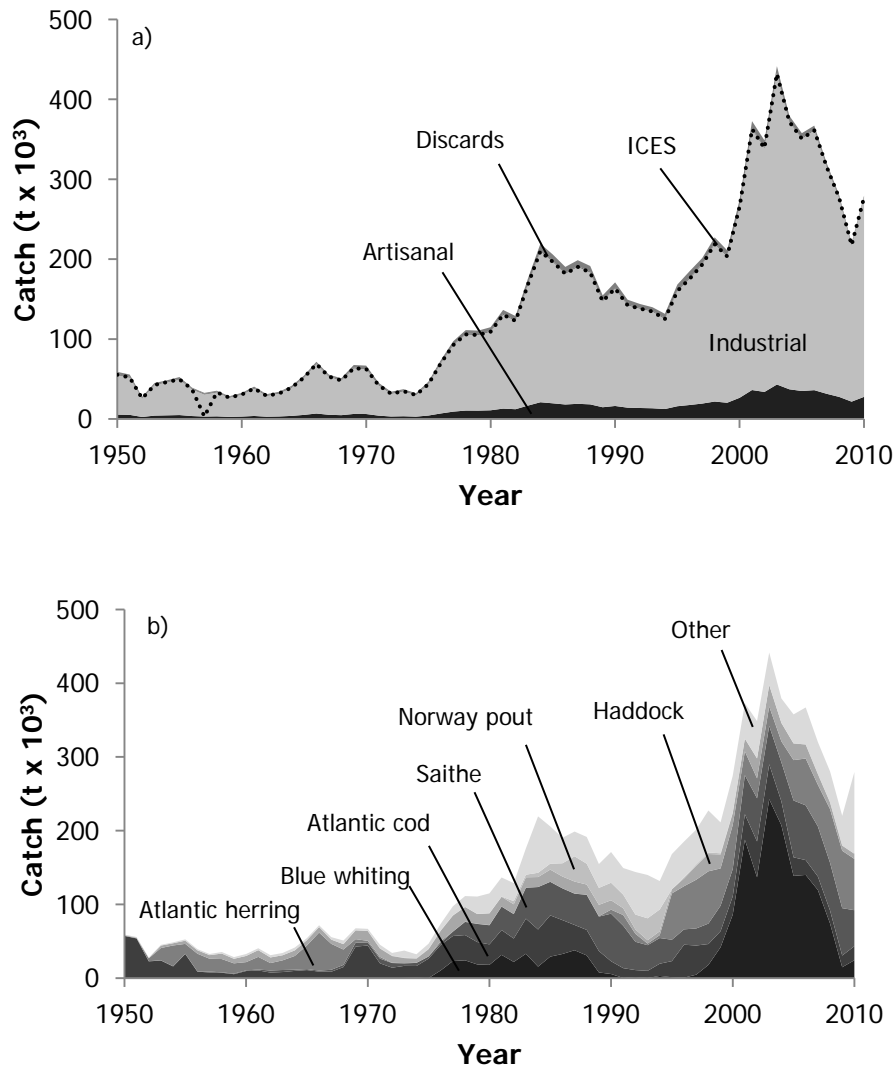 a)
Catch (t x 10³)
500
400
300
200
100
0
Discards
ICES
Artisanal
Industrial
1950 1960 1970 1980 1990 2000 2010
Year
b)
Catch (t x 10³)
500
400
300
200
100
0
Other
Norway pout
Haddock
Saithe
Atlantic cod
Blue whiting
Atlantic herring
1950 1960 1970 1980 1990 2000 2010
Year